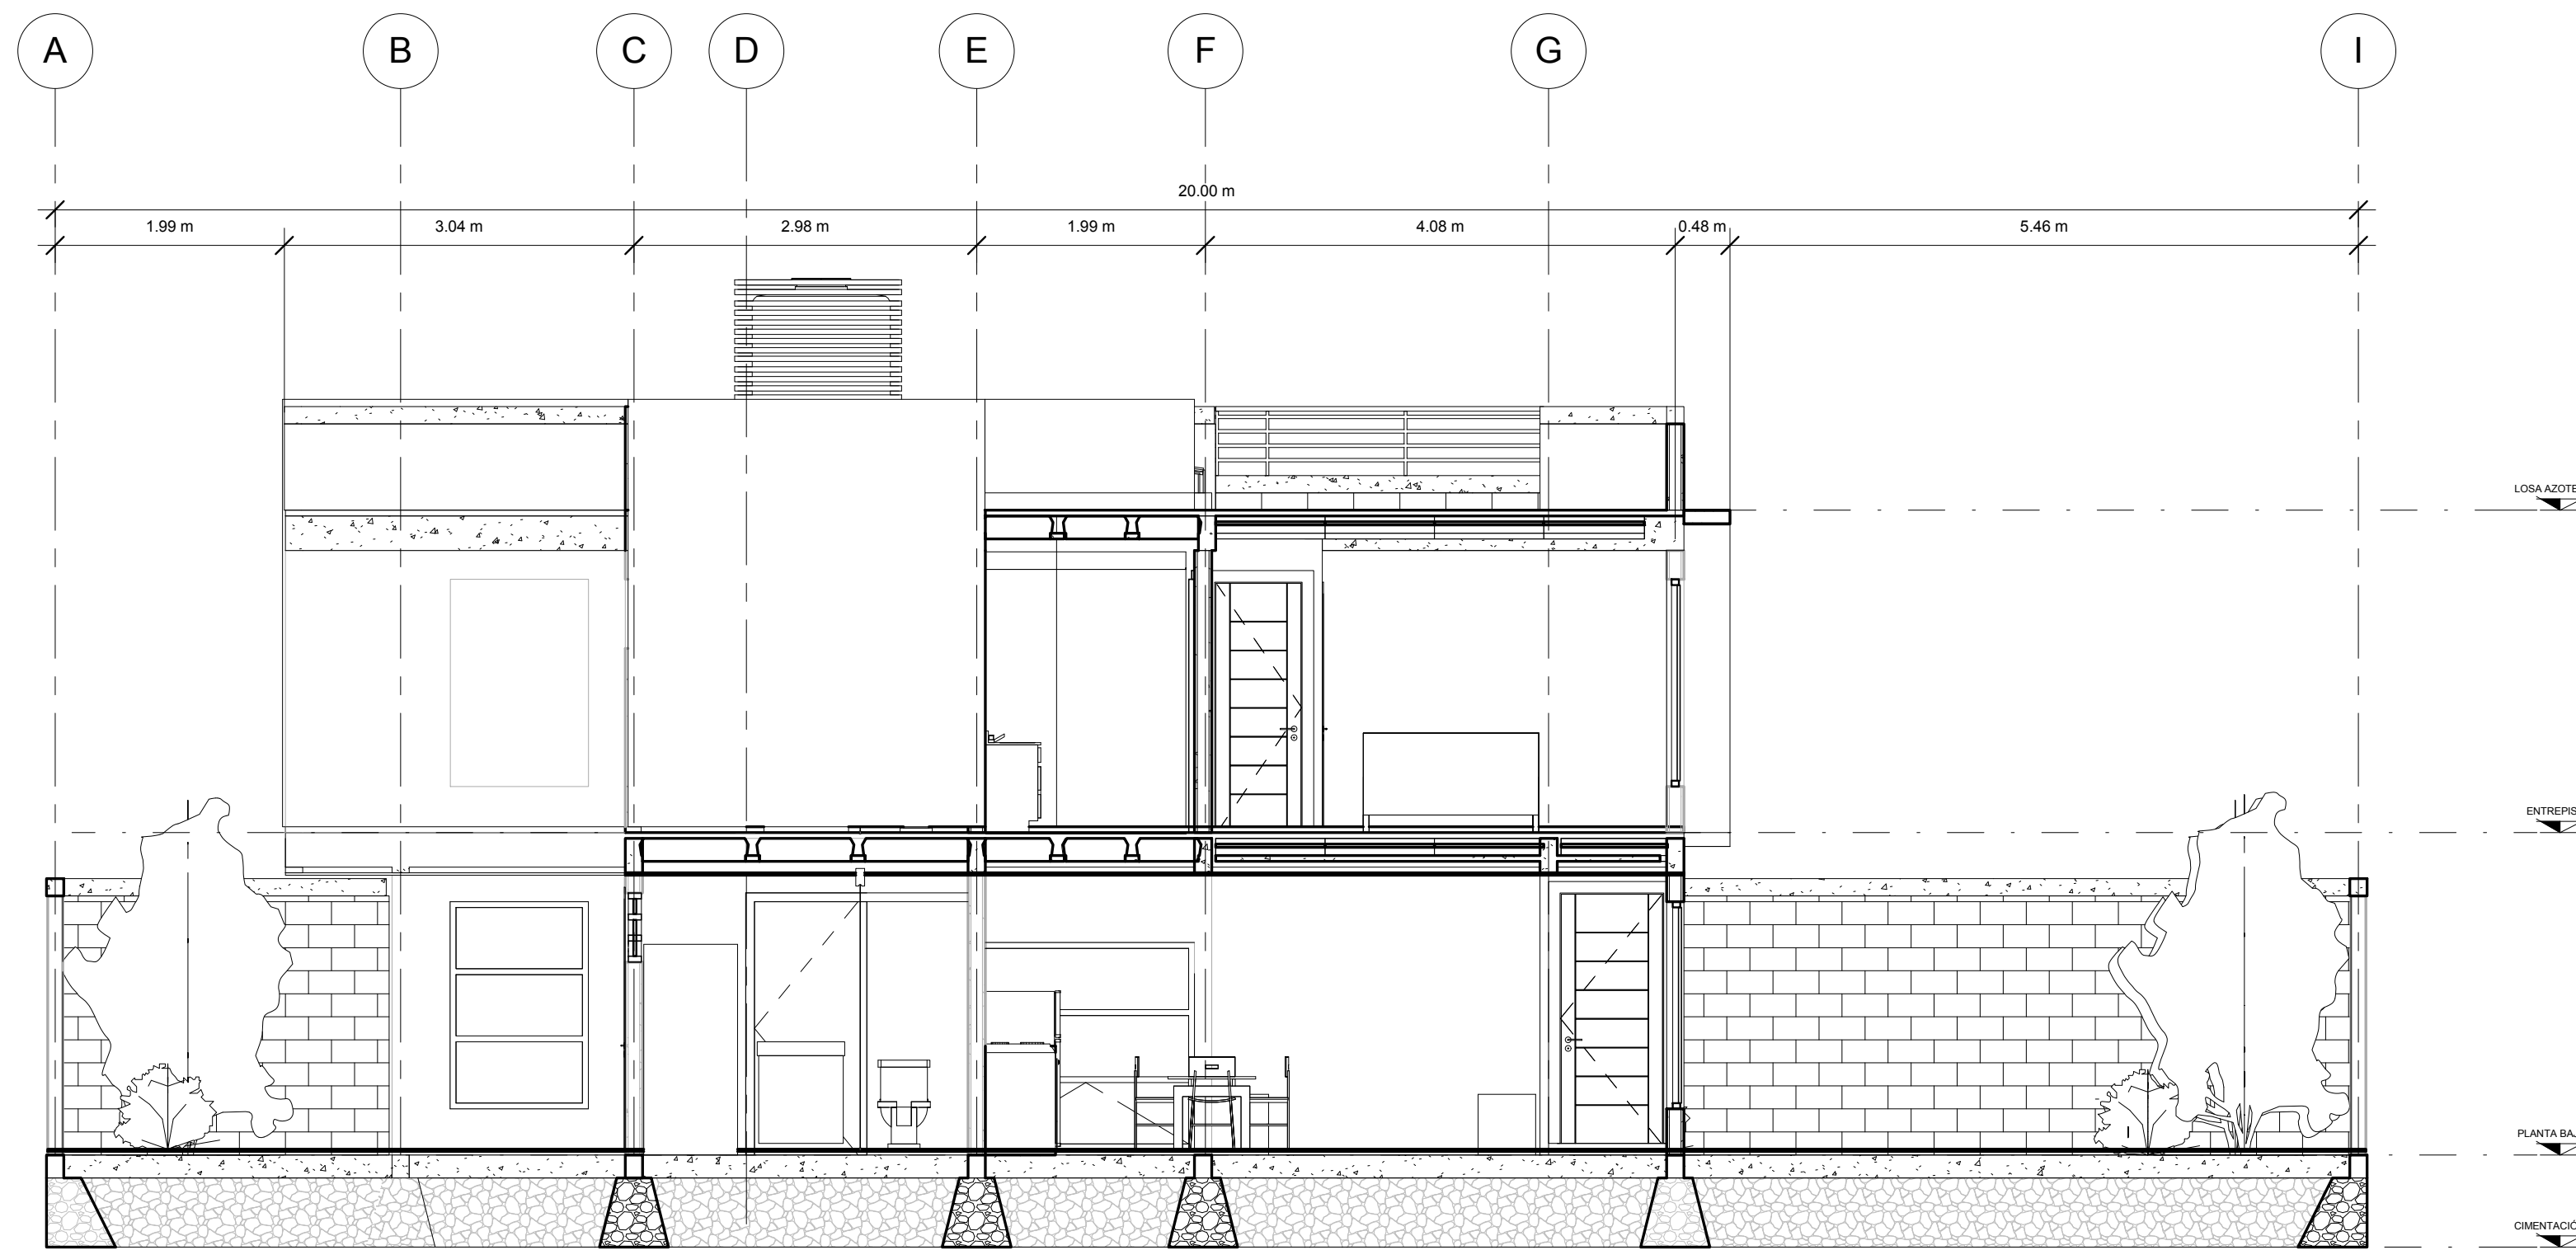 A B C D E F G I
20.00 m
1.99 m 3.04 m 2.98 m 1.99 m 4.08 m 0.48 m 5.46 m
LOSA AZOTE
ENTREPIS
PLANTA BAJ
CIMENTACIÓ